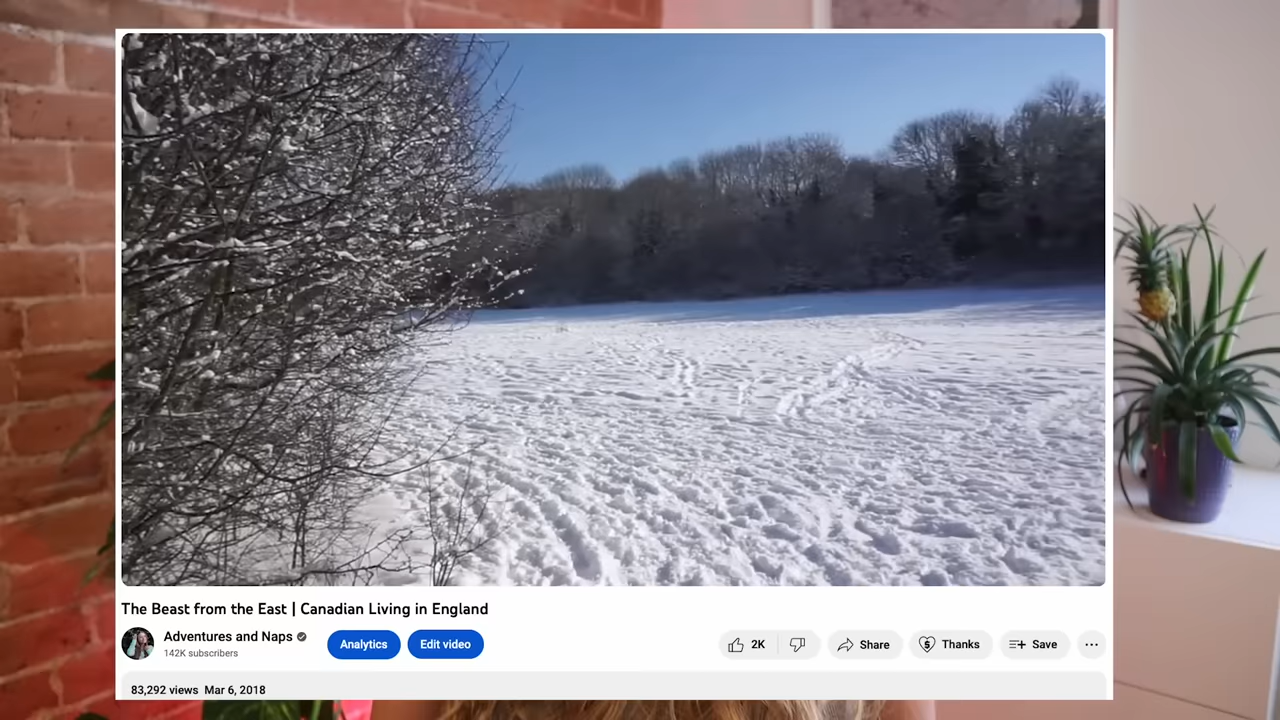 The Beast from the East | Canadian Living in England
Adventures and Naps
142K subscribers
Analytics
Edit video
2K
Share
Thanks
Save
83,292 views Mar 6, 2018